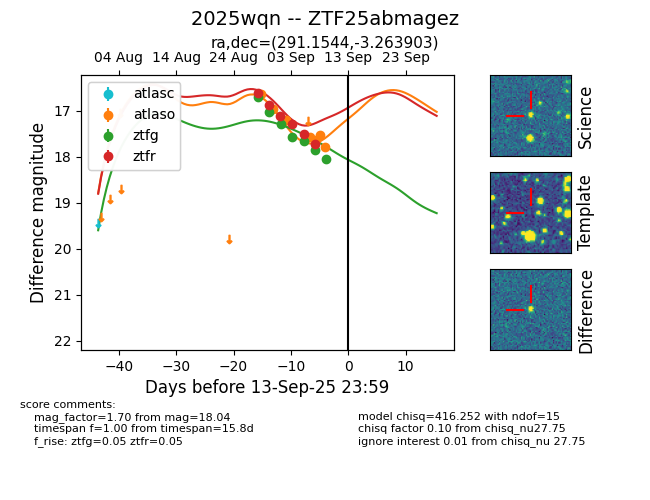 2025wqn -- ZTF25abmagez
ra,dec=(291.1544,-3.263903)
04 Aug 14 Aug 24 Aug 03 Sep 13 Sep 23 Sep
atlasc
atlaso
ztfg
ztfr
17
18
19
20
21
22
Difference magnitude
−40 −30 −20 −10 0 10
Days before 13-Sep-25 23:59
Science
Template
Difference
score comments:
mag_factor=1.70 from mag=18.04
timespan f=1.00 from timespan=15.8d
f_rise: ztfg=0.05 ztfr=0.05
model chisq=416.252 with ndof=15
chisq factor 0.10 from chisq_nu27.75
ignore interest 0.01 from chisq_nu 27.75